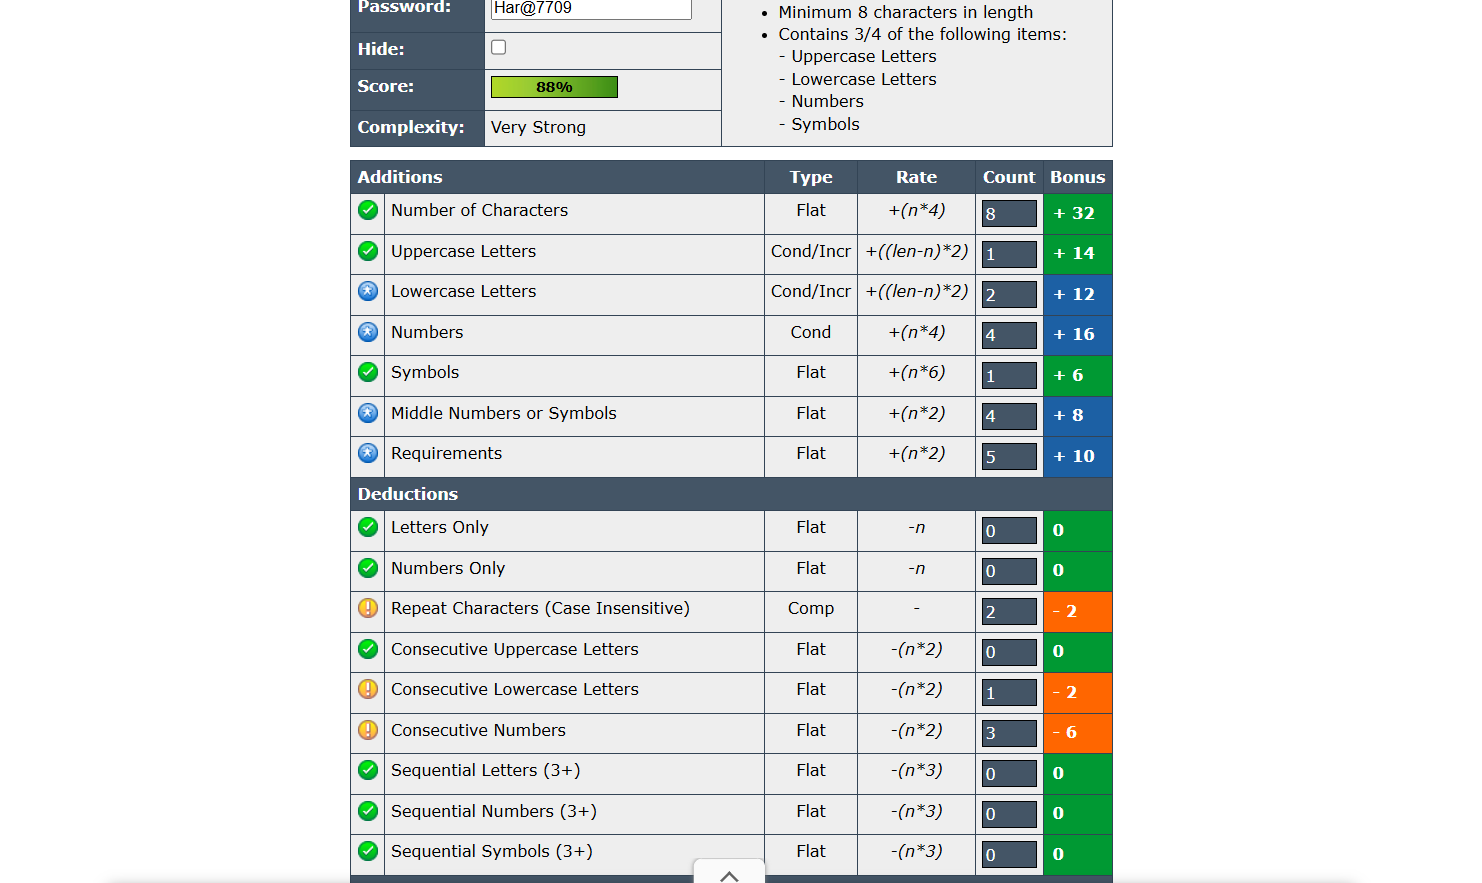 Password: Har@7709
Hide:
Score: 88%
Complexity: Very Strong
• Minimum 8 characters in length
• Contains 3/4 of the following items:
- Uppercase Letters
- Lowercase Letters
- Numbers
- Symbols
Additions Type Rate Count Bonus
Number of Characters Flat +(n*4) 8 + 32
Uppercase Letters Cond/Incr +((len-n)*2) 1 + 14
Lowercase Letters Cond/Incr +((len-n)*2) 2 + 12
Numbers Cond +(n*4) 4 + 16
Symbols Flat +(n*6) 1 + 6
Middle Numbers or Symbols Flat +(n*2) 4 + 8
Requirements Flat +(n*2) 5 + 10
Deductions
Letters Only Flat -n 0 0
Numbers Only Flat -n 0 0
Repeat Characters (Case Insensitive) Comp - 2 - 2
Consecutive Uppercase Letters Flat -(n*2) 0 0
Consecutive Lowercase Letters Flat -(n*2) 1 - 2
Consecutive Numbers Flat -(n*2) 3 - 6
Sequential Letters (3+) Flat -(n*3) 0 0
Sequential Numbers (3+) Flat -(n*3) 0 0
Sequential Symbols (3+) Flat -(n*3) 0 0